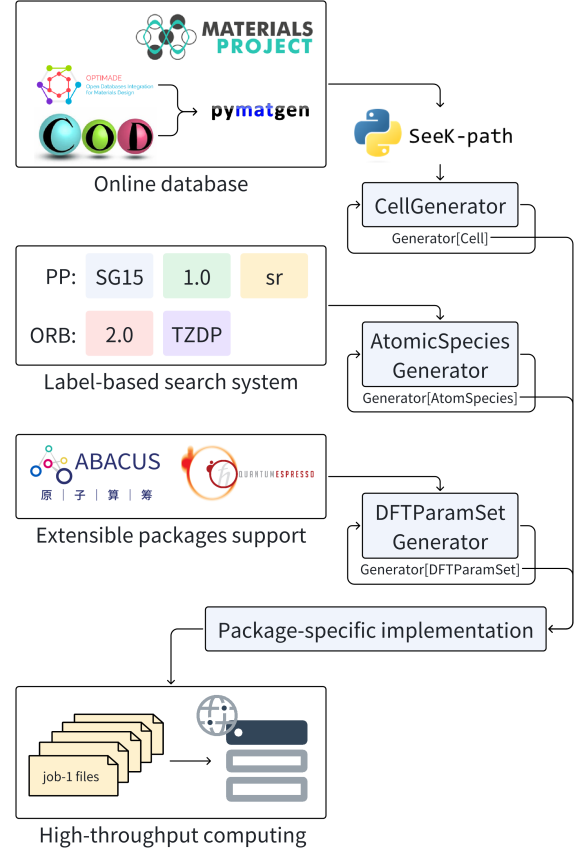 MATERIALS
PROJECT
OPTIMADE
Open Databases Integration
for Materials Design
COD
pymatgen
Online database
SeeK-path
CellGenerator
Generator[Cell]
PP: SG15 1.0 sr
ORB: 2.0 TZDP
Label-based search system
AtomicSpecies
Generator
Generator[AtomSpecies]
ABACUS
原｜子｜算｜筹
QUANTUMESPRESSO
Extensible packages support
DFTParamSet
Generator
Generator[DFTParamSet]
Package-specific implementation
job-1 files
High-throughput computing